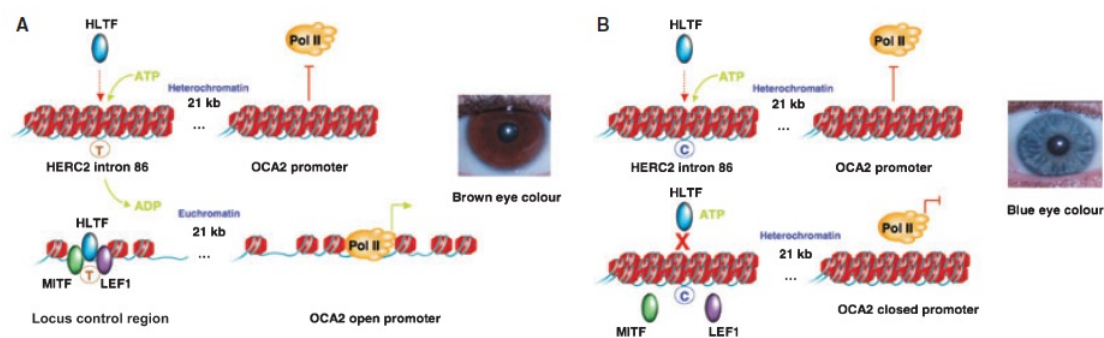 A
HLTF
Pol II
ATP
Heterochromatin
21 kb
...
T
HERC2 intron 86
OCA2 promoter
Brown eye colour
ADP
Euchromatin
21 kb
...
HLTF
Pol II
MITF
T
LEF1
Locus control region
OCA2 open promoter
B
HLTF
Pol II
ATP
Heterochromatin
21 kb
...
C
HERC2 intron 86
OCA2 promoter
Blue eye colour
HLTF
ATP
X
Pol II
Heterochromatin
21 kb
...
C
OCA2 closed promoter
MITF
LEF1